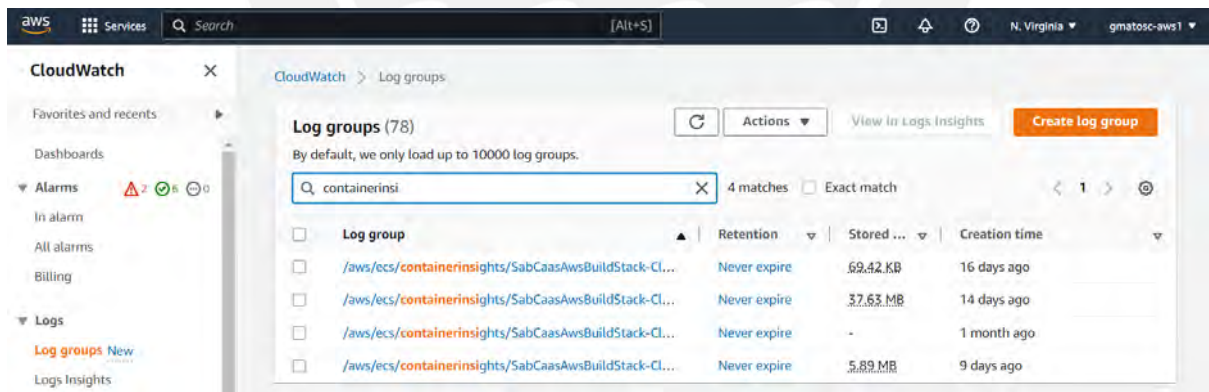 aws Services Search [Alt+S] N. Virginia gmatosc-aws1
CloudWatch
Favorites and recents
Dashboards
Alarms 2 6 0
In alarm
All alarms
Billing
Logs
Log groups New
Logs Insights
CloudWatch > Log groups
Log groups (78) Actions View in Logs Insights Create log group
By default, we only load up to 10000 log groups.
containerinsi 4 matches Exact match 1
Log group Retention Stored ... Creation time
/aws/ecs/containerinsights/SabCaasAwsBuildStack-Cl... Never expire 69.42 KB 16 days ago
/aws/ecs/containerinsights/SabCaasAwsBuildStack-Cl... Never expire 37.63 MB 14 days ago
/aws/ecs/containerinsights/SabCaasAwsBuildStack-Cl... Never expire - 1 month ago
/aws/ecs/containerinsights/SabCaasAwsBuildStack-Cl... Never expire 5.89 MB 9 days ago